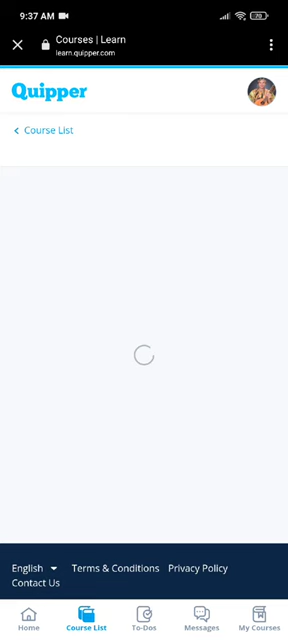 9:37 AM 70
Courses | Learn
learn.quipper.com
Quipper
Course List
English Terms & Conditions Privacy Policy
Contact Us
Home Course List To-Dos Messages My Courses